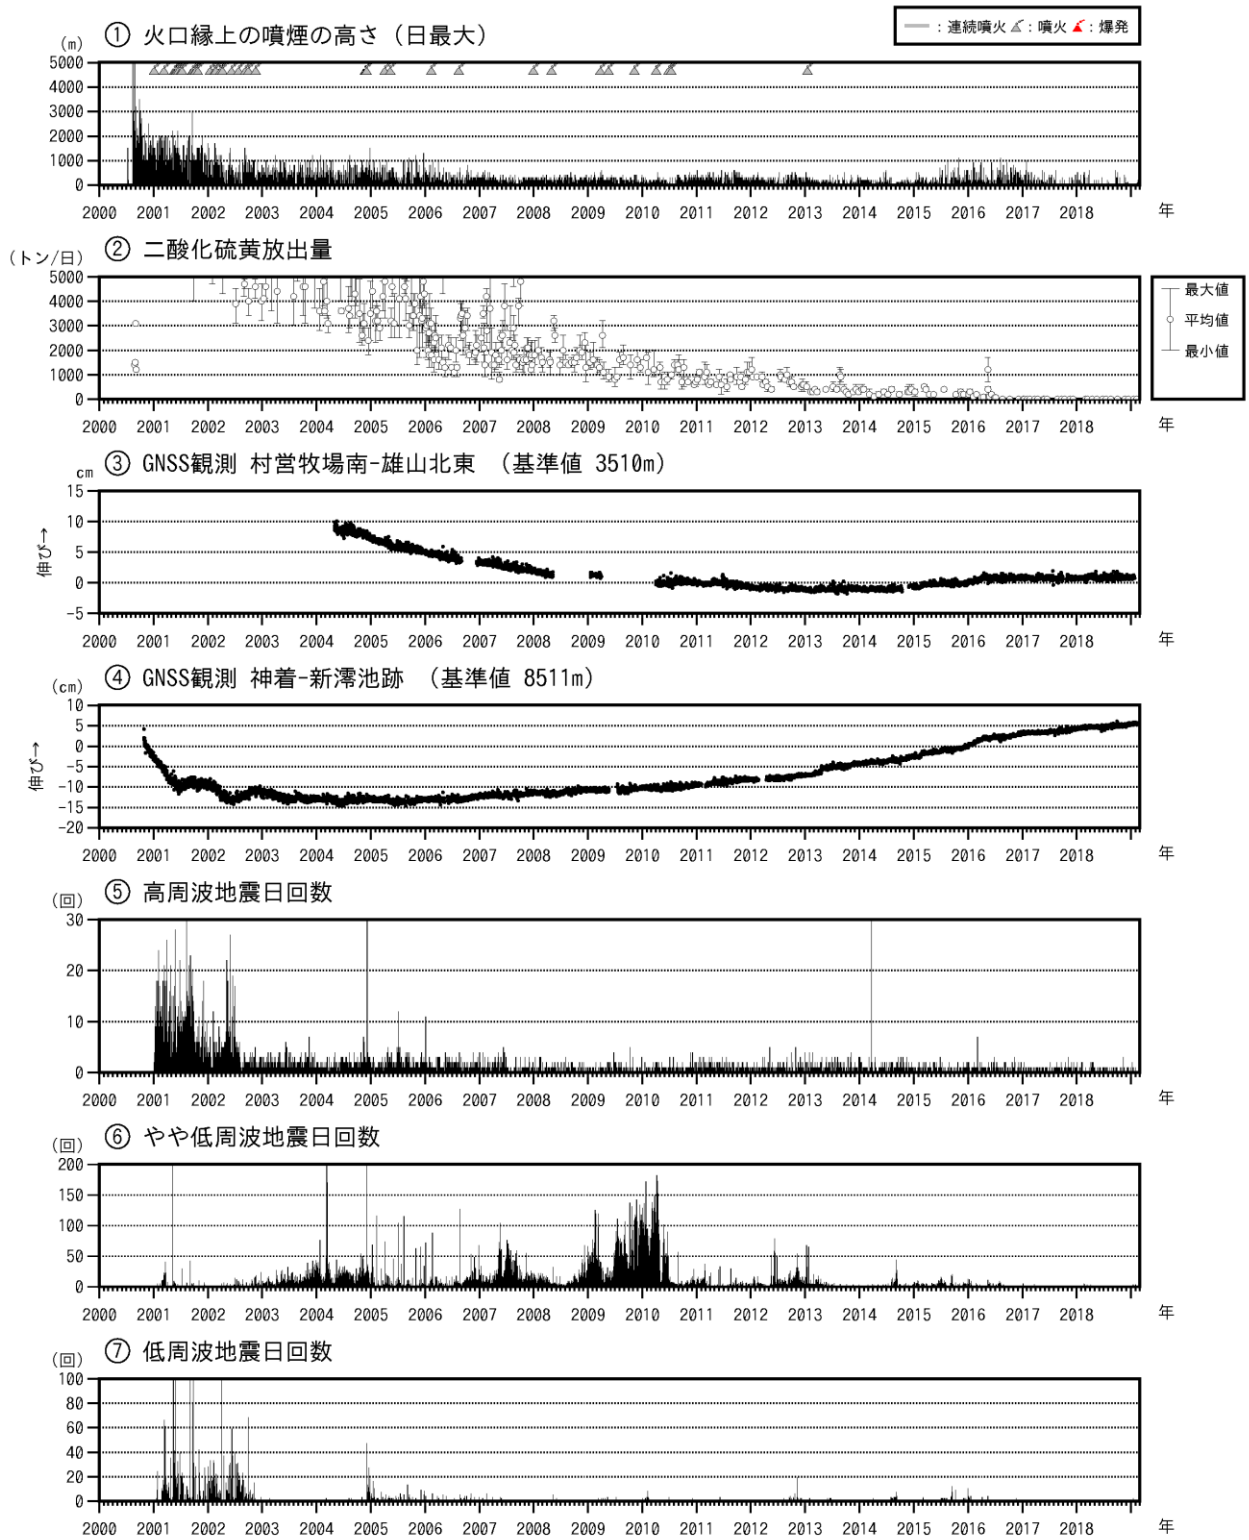 ① 火口縁上の噴煙の高さ（日最大）
━ : 連続噴火 : 噴火 : 爆発
(m)
5000
4000
3000
2000
1000
0
2000 2001 2002 2003 2004 2005 2006 2007 2008 2009 2010 2011 2012 2013 2014 2015 2016 2017 2018 年
② 二酸化硫黄放出量
(トン/日)
5000
4000
3000
2000
1000
0
最大値
平均値
最小値
2000 2001 2002 2003 2004 2005 2006 2007 2008 2009 2010 2011 2012 2013 2014 2015 2016 2017 2018 年
③ GNSS観測 村営牧場南-雄山北東 （基準値 3510m）
cm
15
10
5
0
-5
伸び→
2000 2001 2002 2003 2004 2005 2006 2007 2008 2009 2010 2011 2012 2013 2014 2015 2016 2017 2018 年
④ GNSS観測 神着-新澪池跡 （基準値 8511m）
(cm)
10
5
0
-5
-10
-15
-20
伸び→
2000 2001 2002 2003 2004 2005 2006 2007 2008 2009 2010 2011 2012 2013 2014 2015 2016 2017 2018 年
⑤ 高周波地震日回数
(回)
30
20
10
0
2000 2001 2002 2003 2004 2005 2006 2007 2008 2009 2010 2011 2012 2013 2014 2015 2016 2017 2018 年
⑥ やや低周波地震日回数
(回)
200
150
100
50
0
2000 2001 2002 2003 2004 2005 2006 2007 2008 2009 2010 2011 2012 2013 2014 2015 2016 2017 2018 年
⑦ 低周波地震日回数
(回)
100
80
60
40
20
0
2000 2001 2002 2003 2004 2005 2006 2007 2008 2009 2010 2011 2012 2013 2014 2015 2016 2017 2018 年